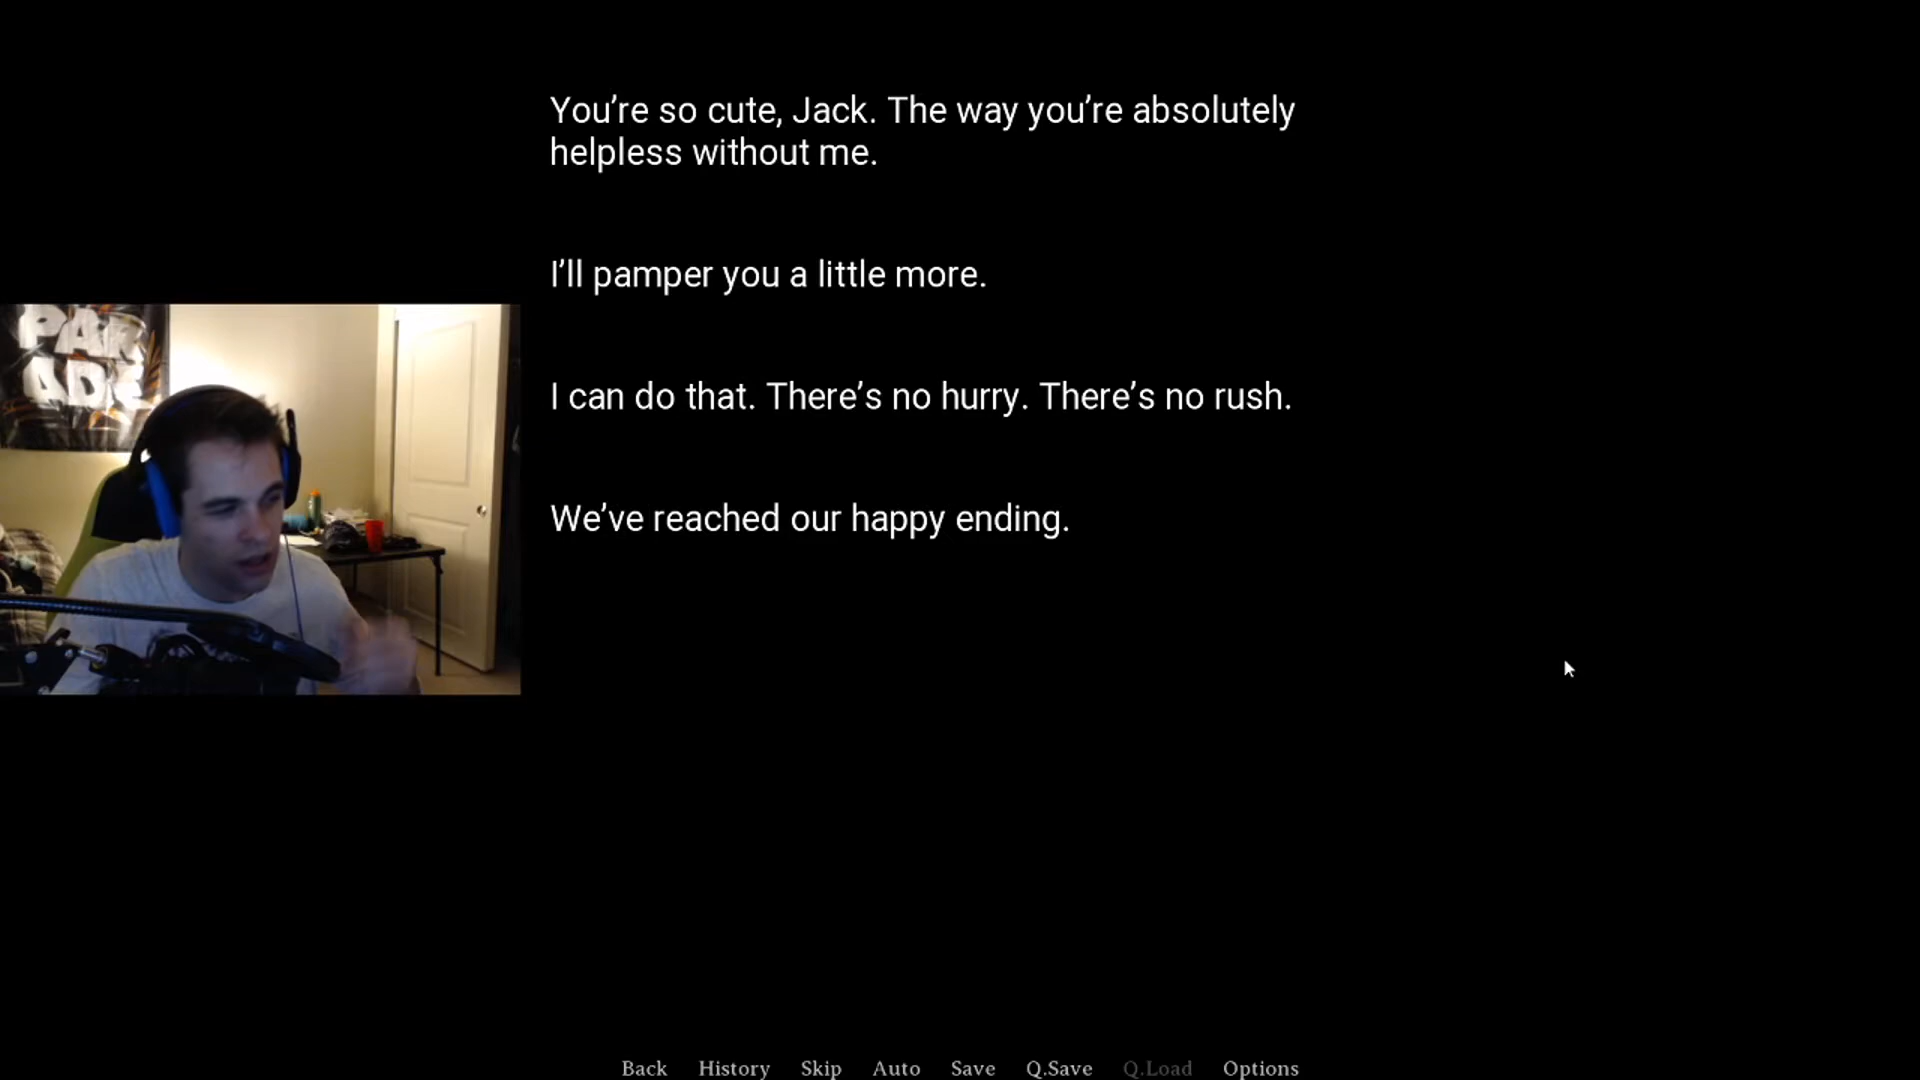 You’re so cute, Jack. The way you’re absolutely
helpless without me.
I’ll pamper you a little more.
I can do that. There’s no hurry. There’s no rush.
We’ve reached our happy ending.
PAR
ADE
Back History Skip Auto Save Q.Save Q.Load Options